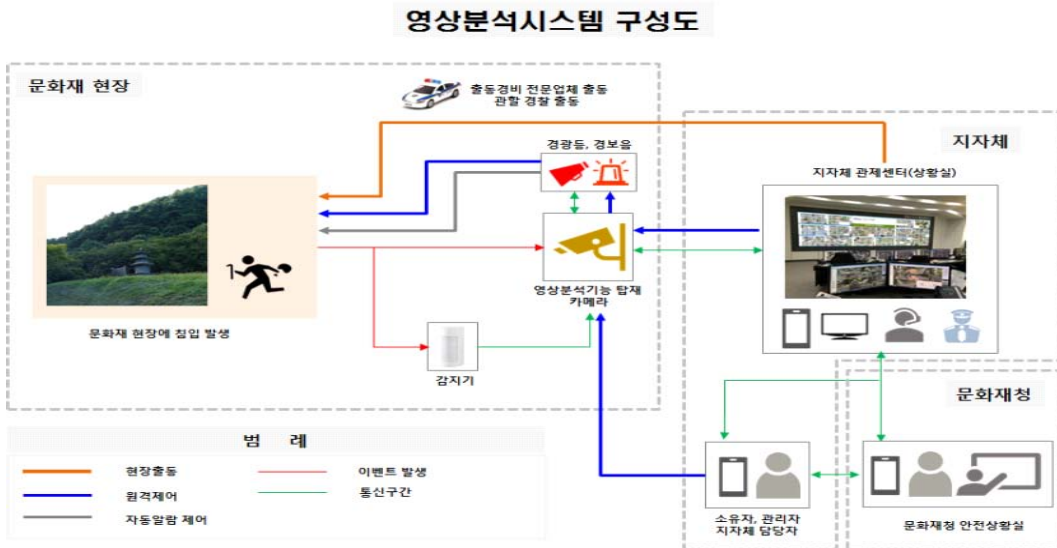 영상분석시스템 구성도
문화재 현장
출동경비 전문업체 출동
관할 경찰 출동
지자체
경광등, 경보음
지자체 관제센터(상황실)
영상분석기능 탑재
카메라
문화재 현장에 침입 발생
감지기
문화재청
범 례
현장출동
이벤트 발생
원격제어
통신구간
자동알람 제어
소유자, 관리자
지자체 담당자
문화재청 안전상황실